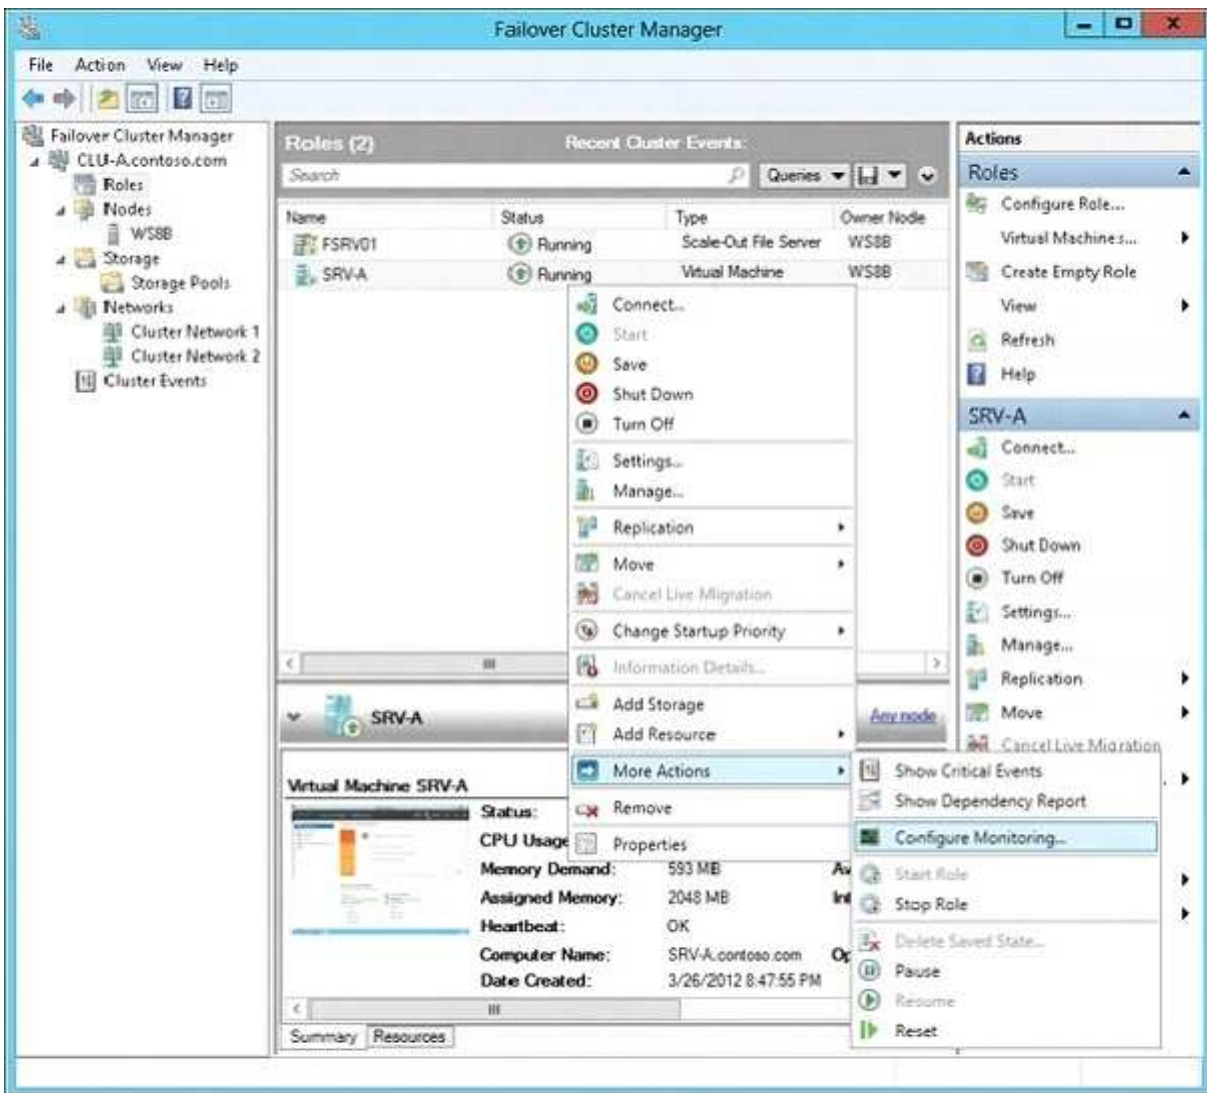 Failover Cluster Manager
File Action View Help
Failover Cluster Manager
CLU-A.contoso.com
Roles
Nodes
WS8B
Storage
Storage Pools
Networks
Cluster Network 1
Cluster Network 2
Cluster Events
Roles (2) Recent Cluster Events:
Search Queries
Name Status Type Owner Node
FSRV01 Running Scale-Out File Server WS8B
SRV-A Running Virtual Machine WS8B
Connect...
Start
Save
Shut Down
Turn Off
Settings...
Manage...
Replication
Move
Cancel Live Migration
Change Startup Priority
Information Details...
Add Storage
Add Resource
More Actions
Remove
Properties
Show Critical Events
Show Dependency Report
Configure Monitoring...
Start Role
Stop Role
Delete Saved State...
Pause
Resume
Reset
SRV-A Any node
Virtual Machine SRV-A
Status:
CPU Usage
Memory Demand: 593 MB Av
Assigned Memory: 2048 MB Int
Heartbeat: OK
Computer Name: SRV-A.contoso.com Op
Date Created: 3/26/2012 8:47:55 PM
Summary Resources
Actions
Roles
Configure Role...
Virtual Machines...
Create Empty Role
View
Refresh
Help
SRV-A
Connect...
Start
Save
Shut Down
Turn Off
Settings...
Manage...
Replication
Move
Cancel Live Migration